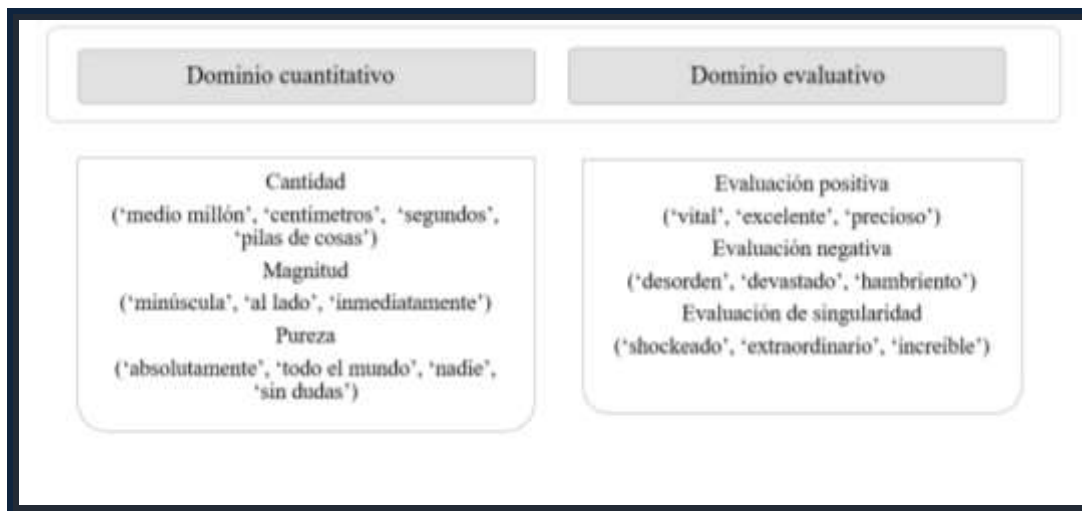 Dominio cuantitativo
Dominio evaluativo
Cantidad
('medio millón', 'centímetros', 'segundos',
'pilas de cosas')
Magnitud
('minúscula', 'al lado', 'inmediatamente')
Pureza
('absolutamente', 'todo el mundo', 'nadie',
'sin dudas')
Evaluación positiva
('vital', 'excelente', 'precioso')
Evaluación negativa
('desorden', 'devastado', 'hambriento')
Evaluación de singularidad
('shockeado', 'extraordinario', 'increíble')